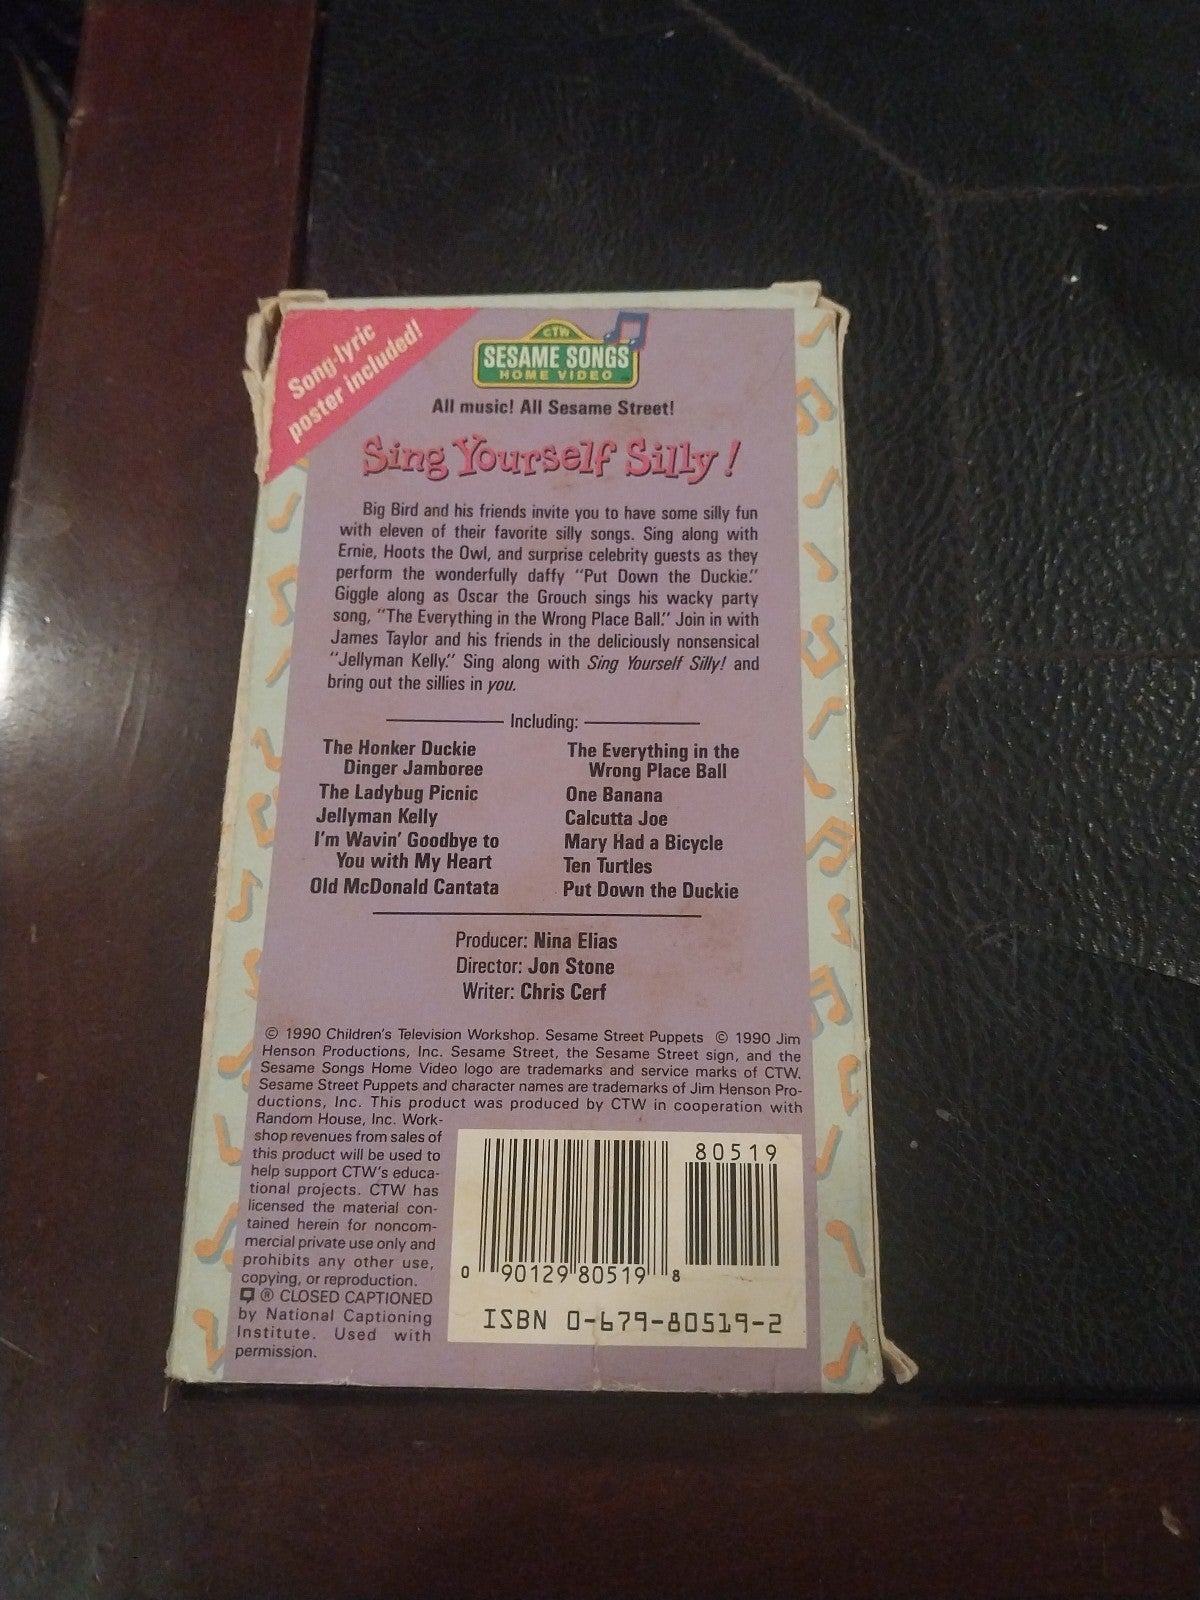 Song-lyric
poster included!
CTW
SESAME SONGS
HOME VIDEO
All music! All Sesame Street!
Sing Yourself Silly!
Big Bird and his friends invite you to have some silly fun
with eleven of their favorite silly songs. Sing along with
Ernie, Hoots the Owl, and surprise celebrity guests as they
perform the wonderfully daffy "Put Down the Duckie."
Giggle along as Oscar the Grouch sings his wacky party
song, "The Everything in the Wrong Place Ball." Join in with
James Taylor and his friends in the deliciously nonsensical
"Jellyman Kelly." Sing along with Sing Yourself Silly! and
bring out the sillies in you.
Including:
The Honker Duckie
Dinger Jamboree
The Ladybug Picnic
Jellyman Kelly
I'm Wavin' Goodbye to
You with My Heart
Old McDonald Cantata
The Everything in the
Wrong Place Ball
One Banana
Calcutta Joe
Mary Had a Bicycle
Ten Turtles
Put Down the Duckie
Producer: Nina Elias
Director: Jon Stone
Writer: Chris Cerf
© 1990 Children's Television Workshop. Sesame Street Puppets © 1990 Jim
Henson Productions, Inc. Sesame Street, the Sesame Street sign, and the
Sesame Songs Home Video logo are trademarks and service marks of CTW.
Sesame Street Puppets and character names are trademarks of Jim Henson Pro-
ductions, Inc. This product was produced by CTW in cooperation with
Random House, Inc. Work-
shop revenues from sales of
this product will be used to
help support CTW's educa-
tional projects. CTW has
licensed the material con-
tained herein for noncom-
mercial private use only and
prohibits any other use,
copying, or reproduction.
® CLOSED CAPTIONED
by National Captioning
Institute. Used with
permission.
80519
0 90129 80519 8
ISBN 0-679-80519-2